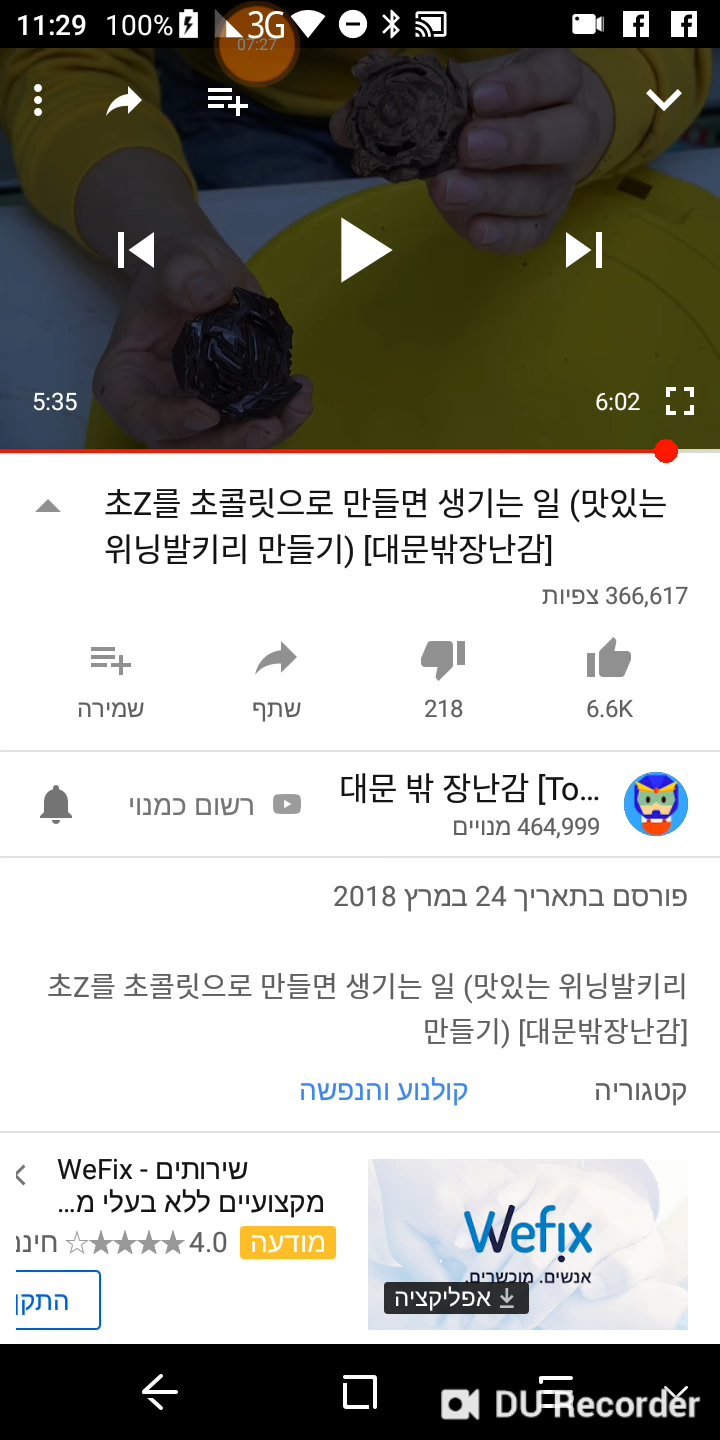 11:29 100% 3G
07:27
5:35 6:02
초Z를 초콜릿으로 만들면 생기는 일 (맛있는
위닝발키리 만들기) [대문밖장난감]
366,617 צפיות
6.6K 218 שתף שמירה
대문 밖 장난감 [To...
רשום כמנוי
464,999 מנויים
פורסם בתאריך 24 במרץ 2018
초Z를 초콜릿으로 만들면 생기는 일 (맛있는 위닝발키리
만들기) [대문밖장난감]
קטגוריה קולנוע והנפשה
WeFix - שירותים
מקצועיים ללא בעלי מ...
מודעה 4.0
התקן
Wefix
אנשים. מוכשרים.
אפליקציה
DU Recorder